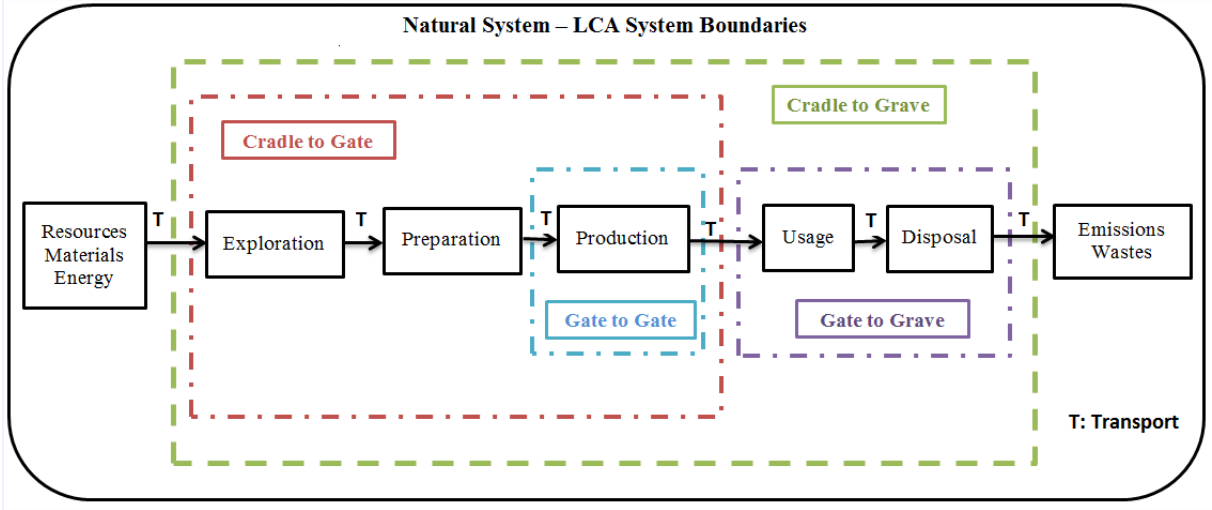 Natural System – LCA System Boundaries
Cradle to Grave
Cradle to Gate
T
T
T
T
T
T
Resources
Materials
Energy
Exploration
Preparation
Production
Usage
Disposal
Emissions
Wastes
Gate to Gate
Gate to Grave
T: Transport